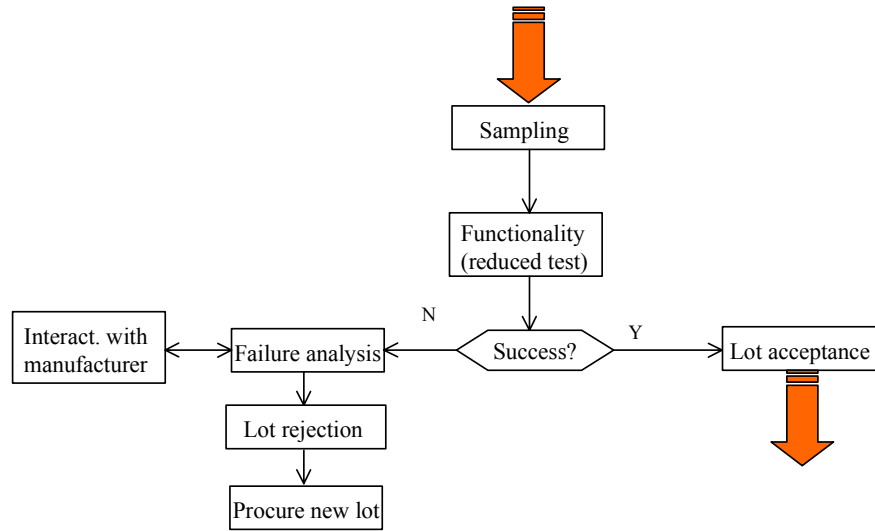 Sampling
Functionality
(reduced test)
N
Y
Interact. with
manufacturer
Failure analysis
Success?
Lot acceptance
Lot rejection
Procure new lot